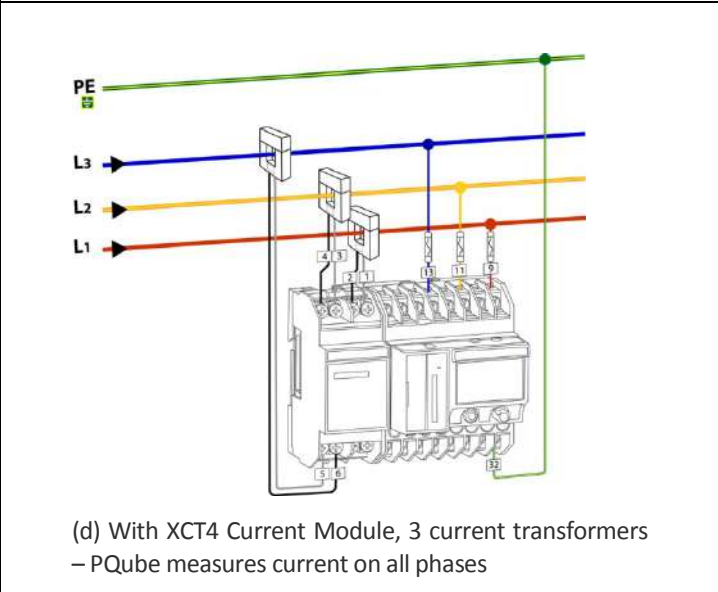 PE
L3
L2
L1
4 3
2 1
13
11
9
5 6
32
(d) With XCT4 Current Module, 3 current transformers
– PQube measures current on all phases